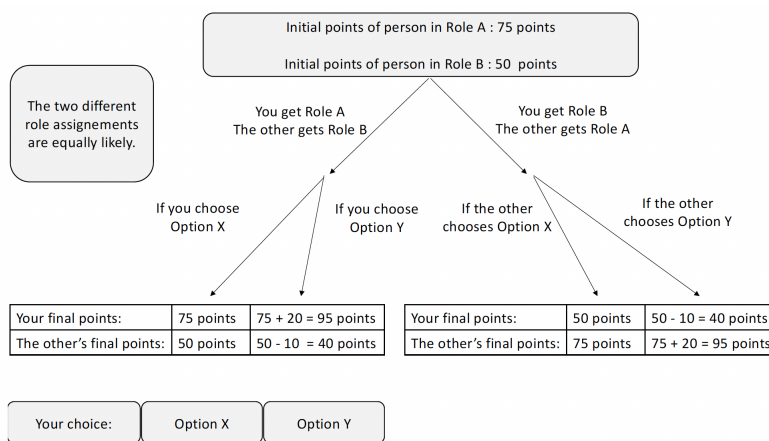 Initial points of person in Role A : 75 points
Initial points of person in Role B : 50 points
The two different
role assignements
are equally likely.
You get Role A
The other gets Role B
You get Role B
The other gets Role A
If you choose
Option X
If you choose
Option Y
If the other
chooses Option X
If the other
chooses Option Y
Your final points: 75 points 75 + 20 = 95 points
The other's final points: 50 points 50 - 10 = 40 points
Your final points: 50 points 50 - 10 = 40 points
The other's final points: 75 points 75 + 20 = 95 points
Your choice: Option X Option Y